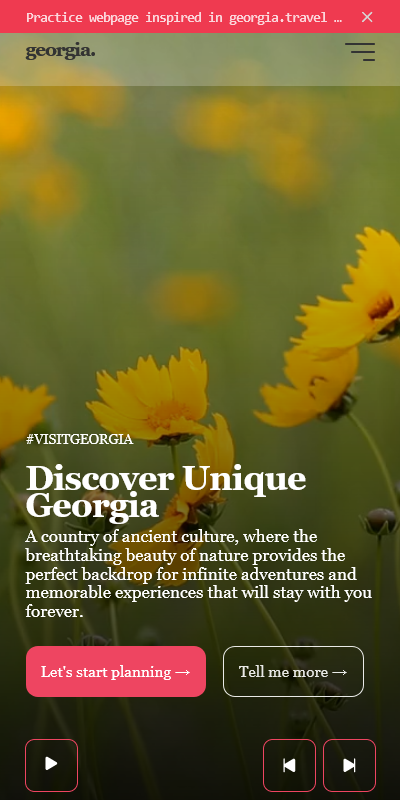 Practice webpage inspired in georgia.travel …
georgia.
#VISITGEORGIA
Discover Unique
Georgia
A country of ancient culture, where the
breathtaking beauty of nature provides the
perfect backdrop for infinite adventures and
memorable experiences that will stay with you
forever.
Let's start planning →
Tell me more →